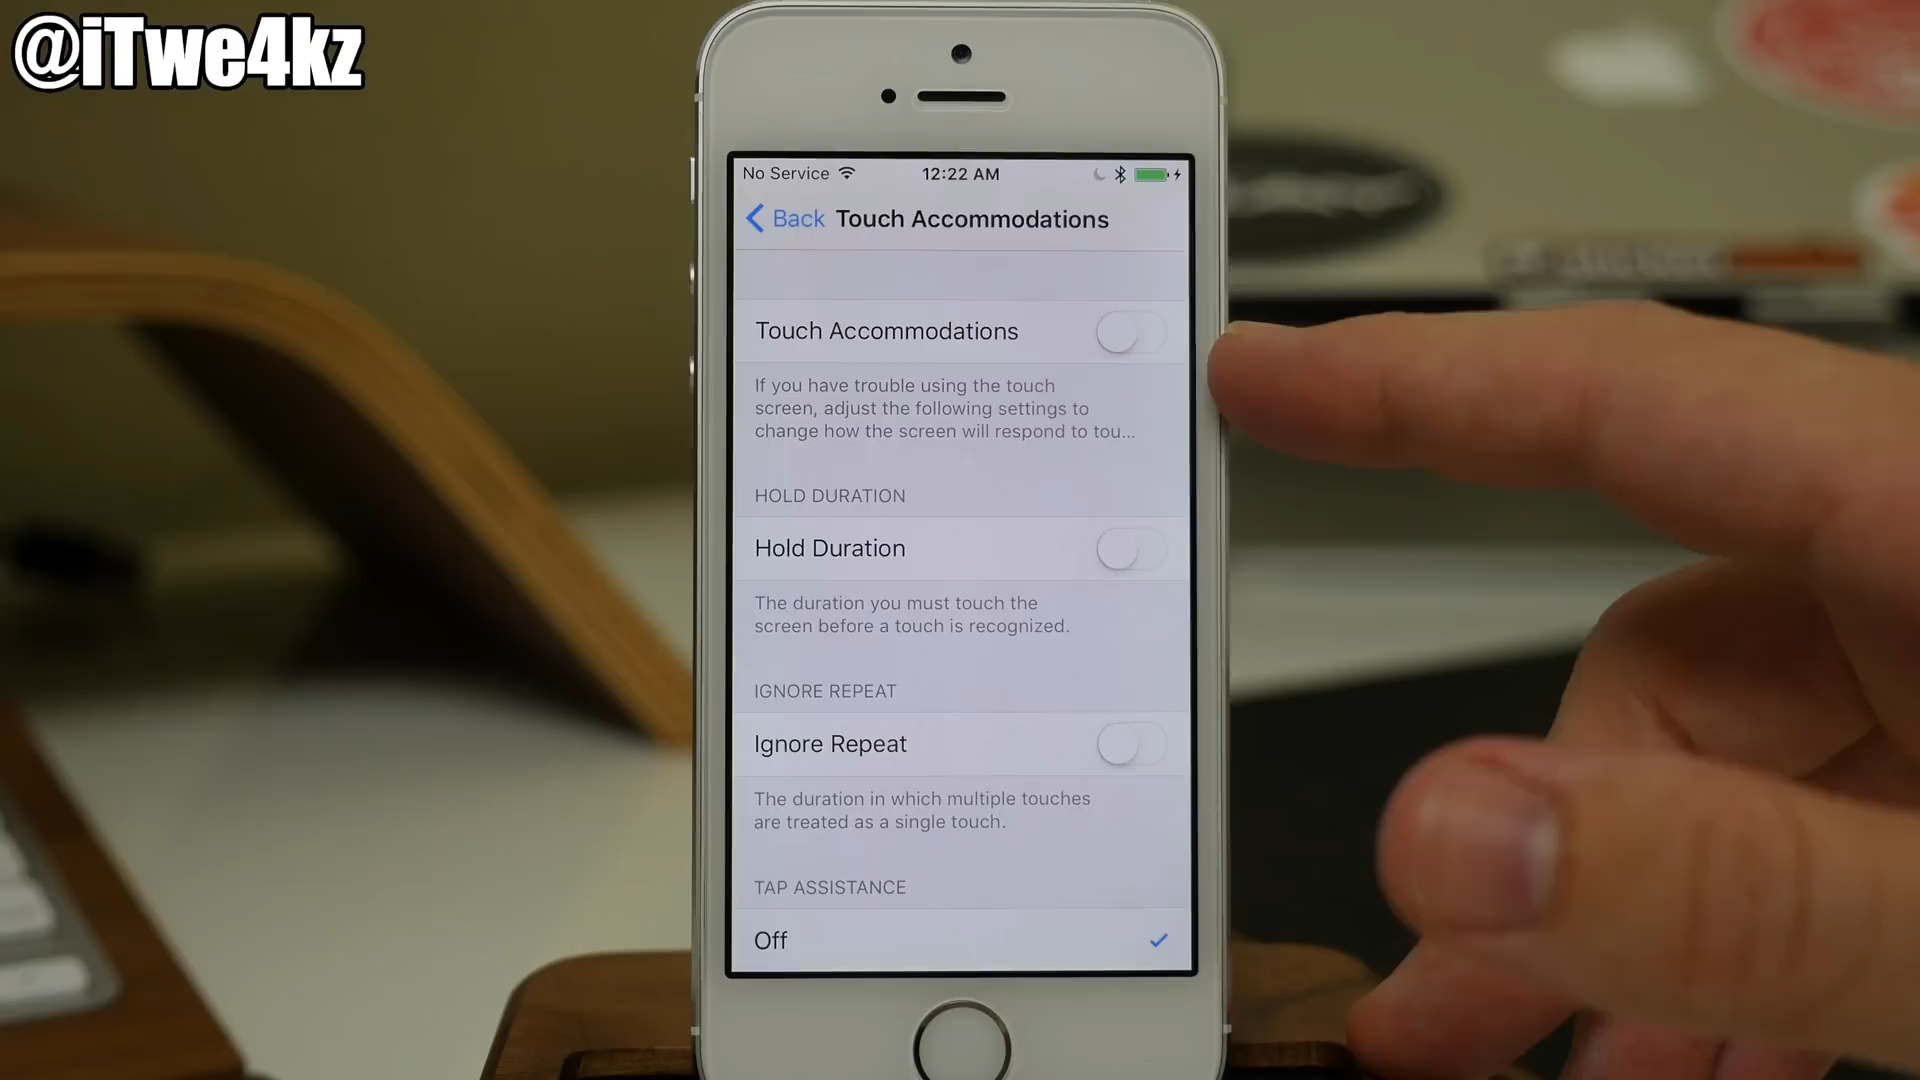 @iTwe4kz
No Service 12:22 AM
Back Touch Accommodations
Touch Accommodations
If you have trouble using the touch
screen, adjust the following settings to
change how the screen will respond to tou...
HOLD DURATION
Hold Duration
The duration you must touch the
screen before a touch is recognized.
IGNORE REPEAT
Ignore Repeat
The duration in which multiple touches
are treated as a single touch.
TAP ASSISTANCE
Off